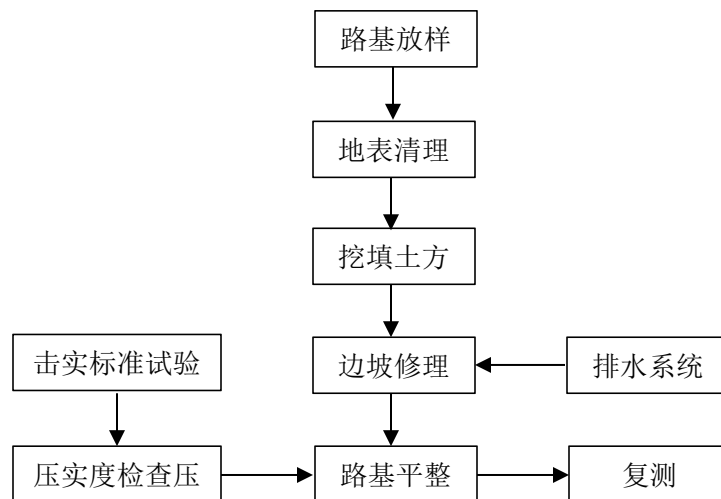 路基放样
地表清理
挖填土方
击实标准试验
边坡修理
排水系统
压实度检查压
路基平整
复测